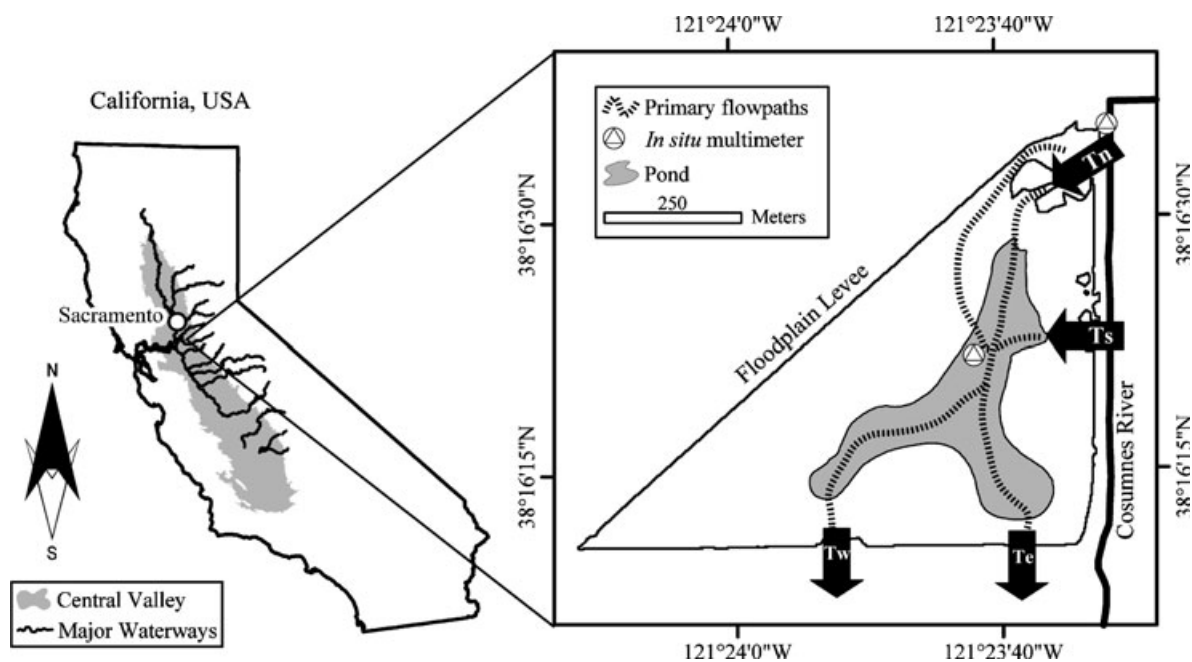 California, USA
Sacramento
N
S
Central Valley
Major Waterways
121°24'0"W
121°23'40"W
Primary flowpaths
In situ multimeter
Pond
250
Meters
38°16'30"N
38°16'30"N
38°16'15"N
38°16'15"N
Floodplain Levee
Tn
Ts
Cosumnes River
Tw
Te
121°24'0"W
121°23'40"W